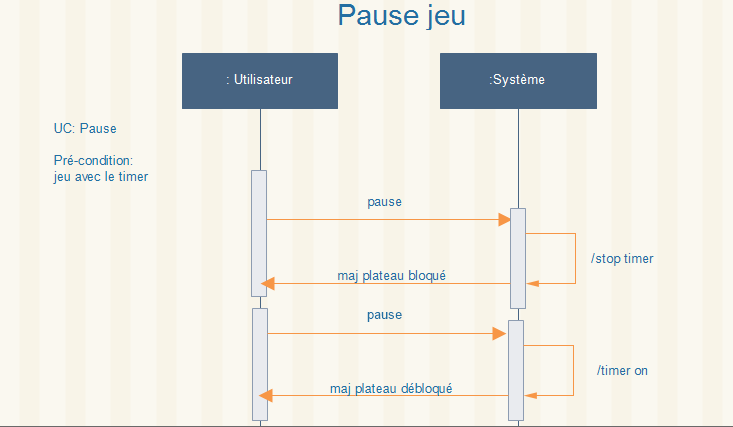 Pause jeu
: Utilisateur
:Système
UC: Pause
Pré-condition:
jeu avec le timer
pause
/stop timer
maj plateau bloqué
pause
/timer on
maj plateau débloqué